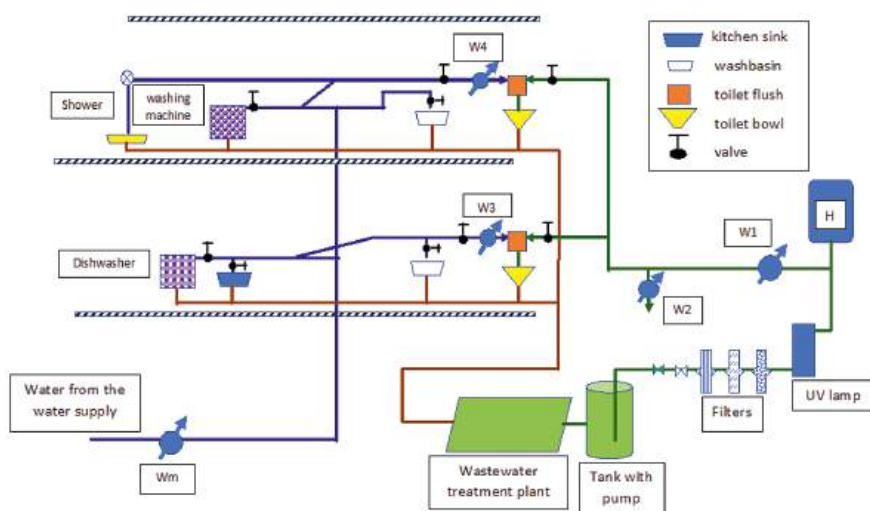 W4
kitchen sink
washbasin
toilet flush
toilet bowl
valve
Shower
washing
machine
W3
Dishwasher
H
W1
W2
Water from the
water supply
Wm
Wastewater
treatment plant
Tank with
pump
Filters
UV lamp